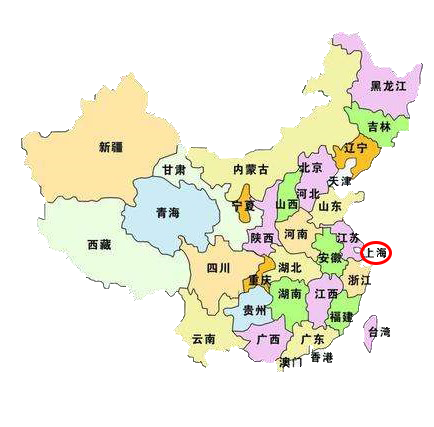 黑龙江
吉林
新疆
辽宁
甘肃
内蒙古
北京
天津
河北
宁夏
山西
山东
青海
陕西
河南
江苏
西藏
上海
安徽
四川
湖北
重庆
浙江
湖南
江西
贵州
福建
云南
广西
广东
台湾
香港
澳门